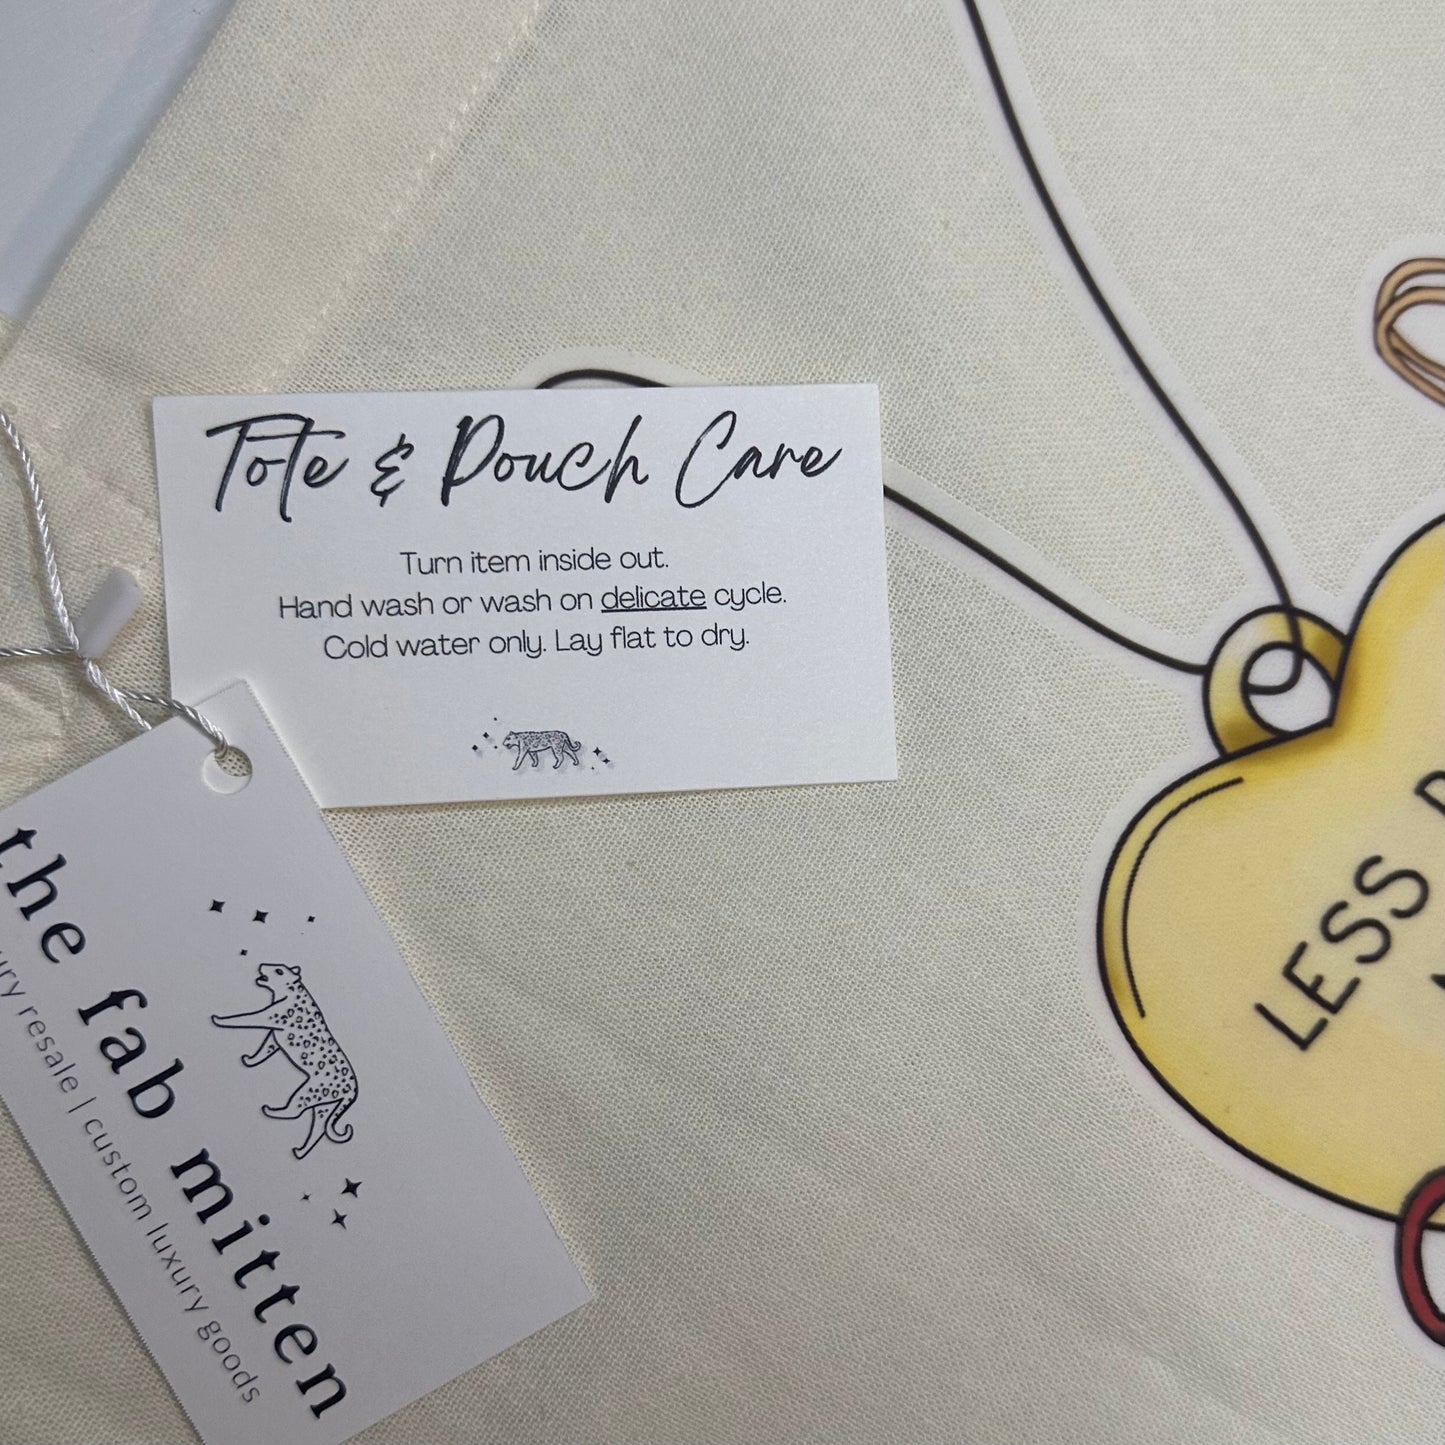 Tote & Pouch Care
Turn item inside out.
Hand wash or wash on delicate cycle.
Cold water only. Lay flat to dry.
the fab mitten
resale | custom luxury goods
LESS